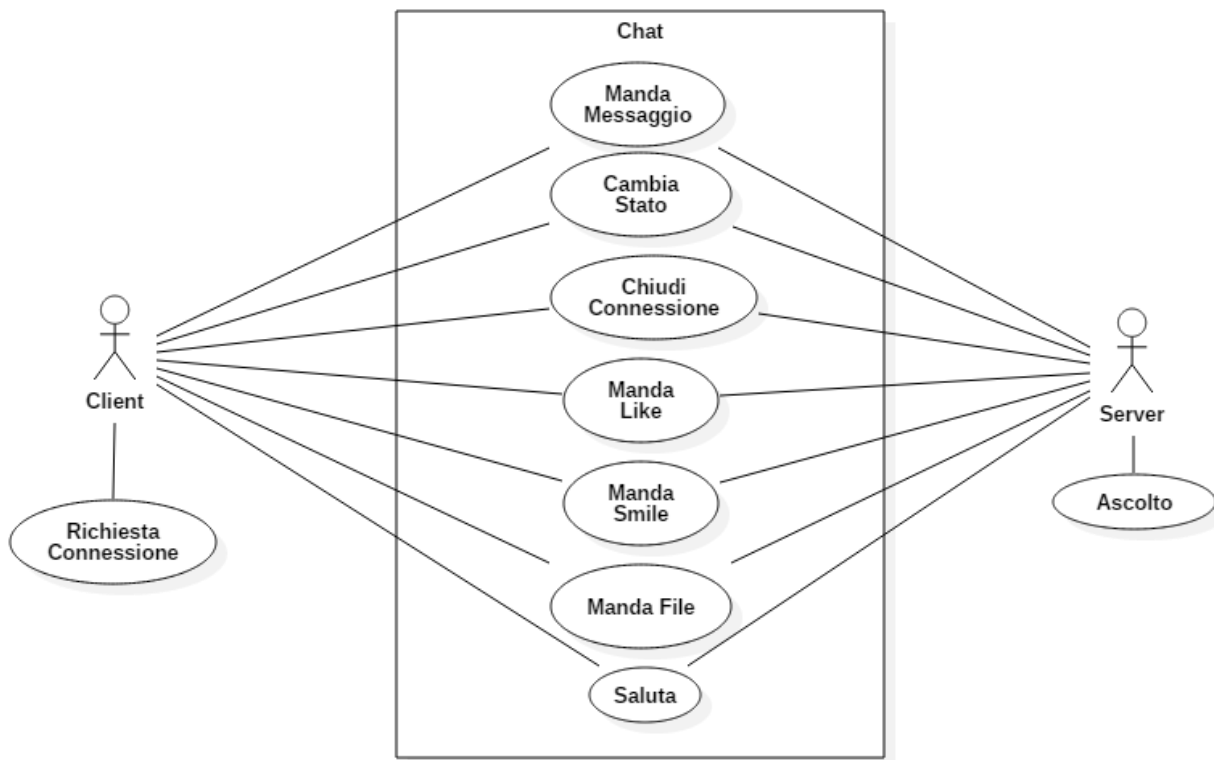 Chat
Manda
Messaggio
Cambia
Stato
Chiudi
Connessione
Manda
Like
Manda
Smile
Manda File
Saluta
Client
Richiesta
Connessione
Server
Ascolto